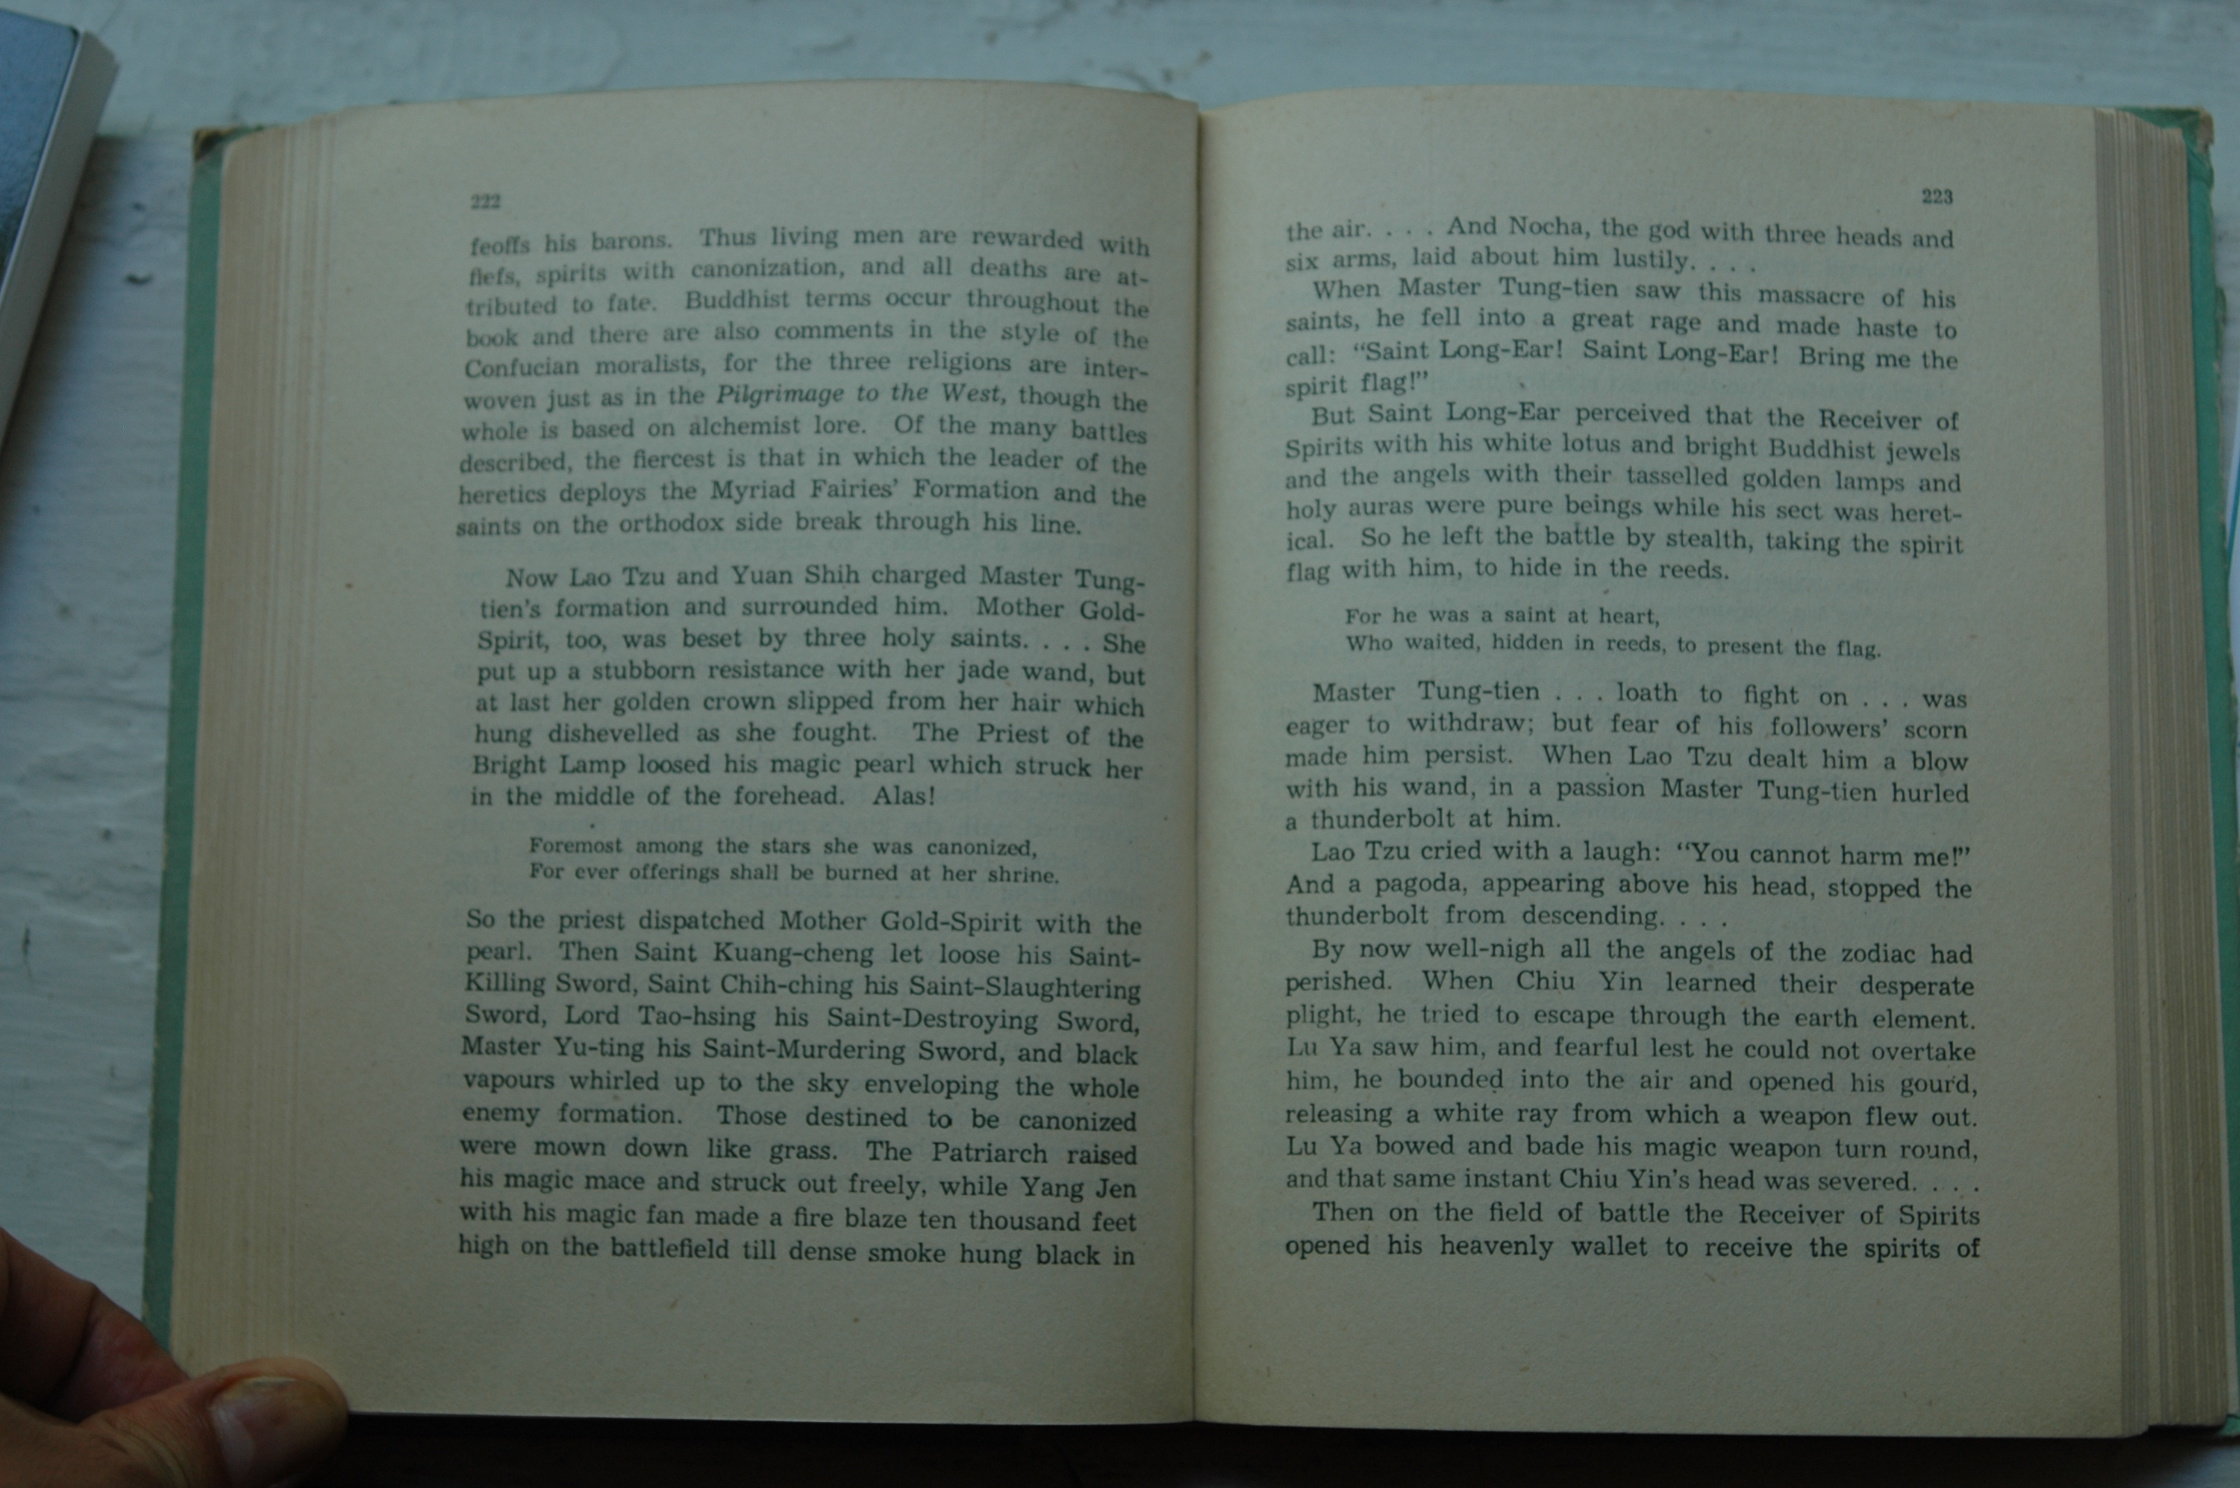 222
feoffs his barons. Thus living men are rewarded with
fiefs, spirits with canonization, and all deaths are at-
tributed to fate. Buddhist terms occur throughout the
book and there are also comments in the style of the
Confucian moralists, for the three religions are inter-
woven just as in the Pilgrimage to the West, though the
whole is based on alchemist lore. Of the many battles
described, the fiercest is that in which the leader of the
heretics deploys the Myriad Fairies' Formation and the
saints on the orthodox side break through his line.
Now Lao Tzu and Yuan Shih charged Master Tung-
tien's formation and surrounded him. Mother Gold-
Spirit, too, was beset by three holy saints. . . . She
put up a stubborn resistance with her jade wand, but
at last her golden crown slipped from her hair which
hung dishevelled as she fought. The Priest of the
Bright Lamp loosed his magic pearl which struck her
in the middle of the forehead. Alas!
Foremost among the stars she was canonized,
For ever offerings shall be burned at her shrine.
So the priest dispatched Mother Gold-Spirit with the
pearl. Then Saint Kuang-cheng let loose his Saint-
Killing Sword, Saint Chih-ching his Saint-Slaughtering
Sword, Lord Tao-hsing his Saint-Destroying Sword,
Master Yu-ting his Saint-Murdering Sword, and black
vapours whirled up to the sky enveloping the whole
enemy formation. Those destined to be canonized
were mown down like grass. The Patriarch raised
his magic mace and struck out freely, while Yang Jen
with his magic fan made a fire blaze ten thousand feet
high on the battlefield till dense smoke hung black in
223
the air. . . . And Nocha, the god with three heads and
six arms, laid about him lustily. . . .
When Master Tung-tien saw this massacre of his
saints, he fell into a great rage and made haste to
call: "Saint Long-Ear! Saint Long-Ear! Bring me the
spirit flag!"
But Saint Long-Ear perceived that the Receiver of
Spirits with his white lotus and bright Buddhist jewels
and the angels with their tasselled golden lamps and
holy auras were pure beings while his sect was heret-
ical. So he left the battle by stealth, taking the spirit
flag with him, to hide in the reeds.
For he was a saint at heart,
Who waited, hidden in reeds, to present the flag.
Master Tung-tien . . . loath to fight on . . . was
eager to withdraw; but fear of his followers' scorn
made him persist. When Lao Tzu dealt him a blow
with his wand, in a passion Master Tung-tien hurled
a thunderbolt at him.
Lao Tzu cried with a laugh: "You cannot harm me!"
And a pagoda, appearing above his head, stopped the
thunderbolt from descending. . . .
By now well-nigh all the angels of the zodiac had
perished. When Chiu Yin learned their desperate
plight, he tried to escape through the earth element.
Lu Ya saw him, and fearful lest he could not overtake
him, he bounded into the air and opened his gourd,
releasing a white ray from which a weapon flew out.
Lu Ya bowed and bade his magic weapon turn round,
and that same instant Chiu Yin's head was severed. . . .
Then on the field of battle the Receiver of Spirits
opened his heavenly wallet to receive the spirits of